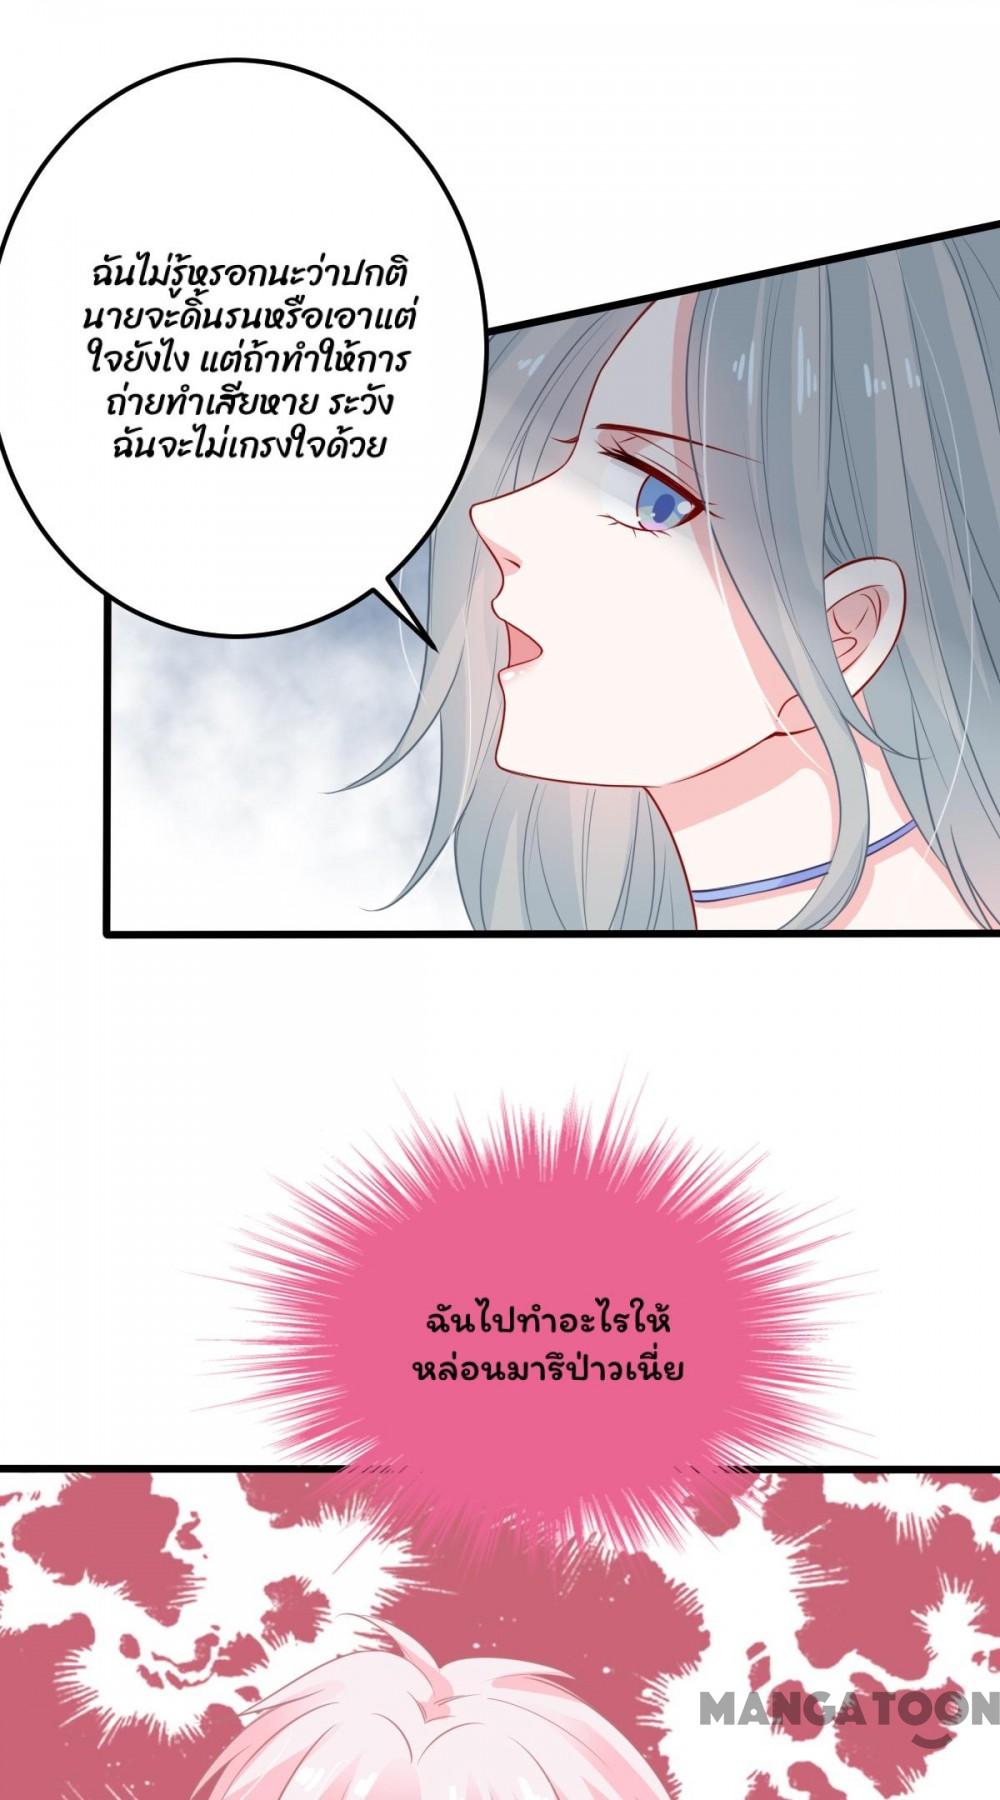 ฉันไม่รู้หรอกนะว่าปกติ
นายจะดิ้นรนหรือเอาแต่
ใจยังไง แต่ถ้าทำให้การ
ถ่ายทำเสียหาย ระวัง
ฉันจะไม่เกรงใจด้วย
ฉันไปทำอะไรให้
หล่อนมารึป่าวเนี่ย
MANGATOON